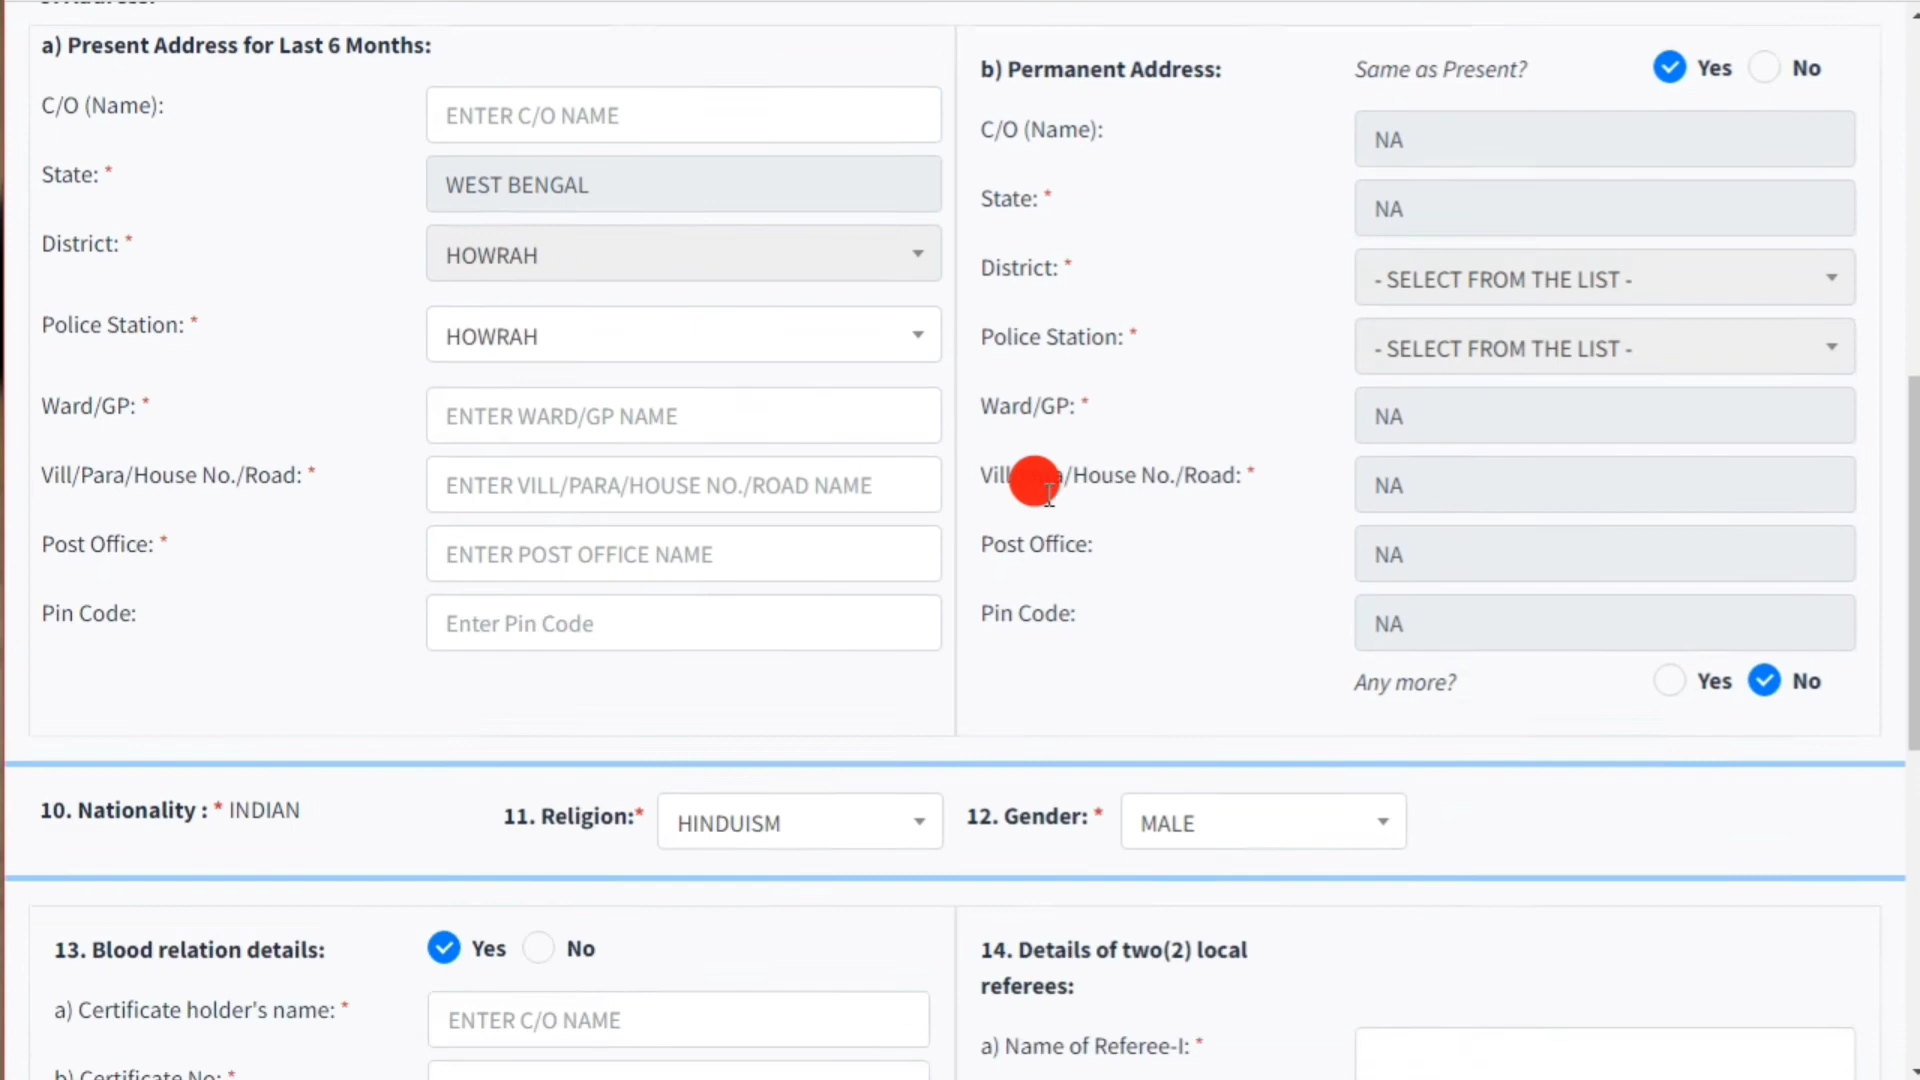 a) Present Address for Last 6 Months:
C/O (Name):
ENTER C/O NAME
State: *
WEST BENGAL
District: *
HOWRAH
Police Station: *
HOWRAH
Ward/GP: *
ENTER WARD/GP NAME
Vill/Para/House No./Road: *
ENTER VILL/PARA/HOUSE NO./ROAD NAME
Post Office: *
ENTER POST OFFICE NAME
Pin Code:
Enter Pin Code
b) Permanent Address:
Same as Present?
Yes
No
C/O (Name):
NA
State: *
NA
District: *
- SELECT FROM THE LIST -
Police Station: *
- SELECT FROM THE LIST -
Ward/GP: *
NA
/House No./Road: *
NA
Post Office:
NA
Pin Code:
NA
Any more?
Yes
No
10. Nationality : * INDIAN
11. Religion:*
HINDUISM
12. Gender: *
MALE
13. Blood relation details:
Yes
No
a) Certificate holder's name: *
ENTER C/O NAME
b) Certificate No: *
14. Details of two(2) local
referees:
a) Name of Referee-I: *